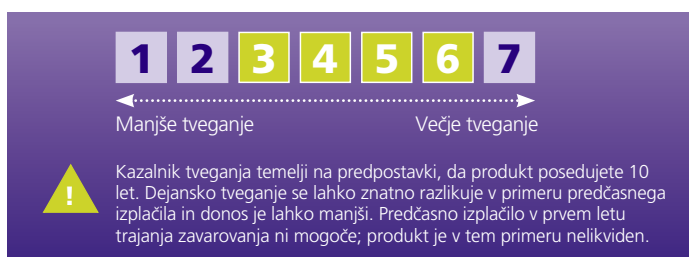 1 2 3 4 5 6 7
Manjše tveganje Večje tveganje
Kazalnik tveganja temelji na predpostavki, da produkt posedujete 10
let. Dejansko tveganje se lahko znatno razlikuje v primeru predčasnega
izplačila in donos je lahko manjši. Predčasno izplačilo v prvem letu
trajanja zavarovanja ni mogoče; produkt je v tem primeru nelikviden.
!